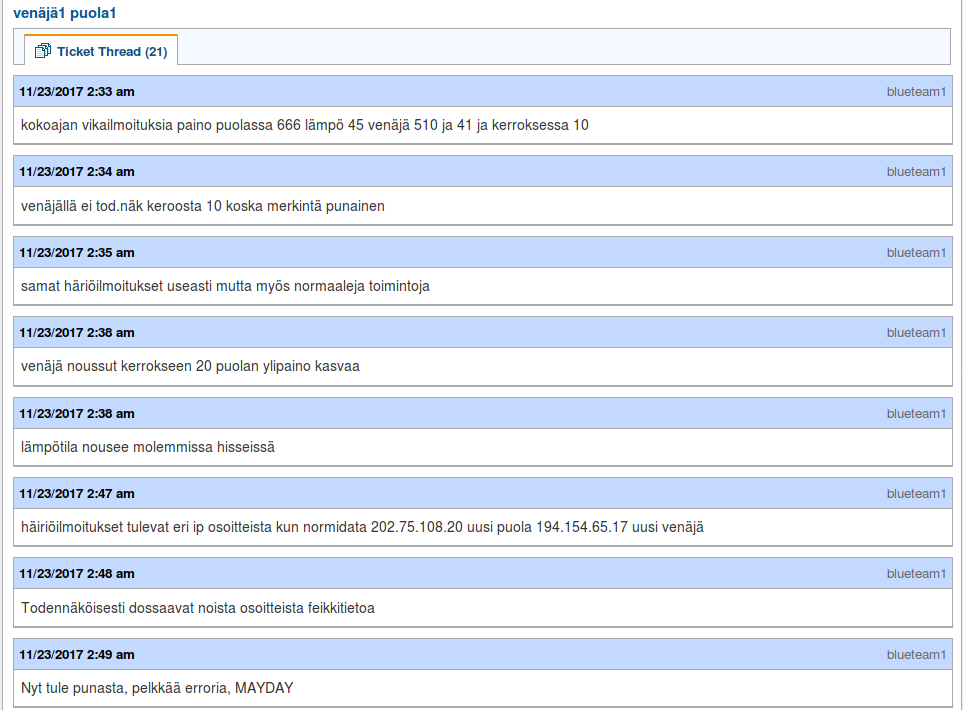 venäjä1 puola1
Ticket Thread (21)
11/23/2017 2:33 am blueteam1
kokoajan vikailmoituksia paino puolassa 666 lämpö 45 venäjä 510 ja 41 ja kerroksessa 10
11/23/2017 2:34 am blueteam1
venäjällä ei tod.näk keroosta 10 koska merkintä punainen
11/23/2017 2:35 am blueteam1
samat häriöilmoitukset useasti mutta myös normaaleja toimintoja
11/23/2017 2:38 am blueteam1
venäjä noussut kerrokseen 20 puolan ylipaino kasvaa
11/23/2017 2:38 am blueteam1
lämpötila nousee molemmissa hisseissä
11/23/2017 2:47 am blueteam1
häiriöilmoitukset tulevat eri ip osoitteista kun normidata 202.75.108.20 uusi puola 194.154.65.17 uusi venäjä
11/23/2017 2:48 am blueteam1
Todennäköisesti dossaavat noista osoitteista feikkitietoa
11/23/2017 2:49 am blueteam1
Nyt tule punasta, pelkkää erroria, MAYDAY